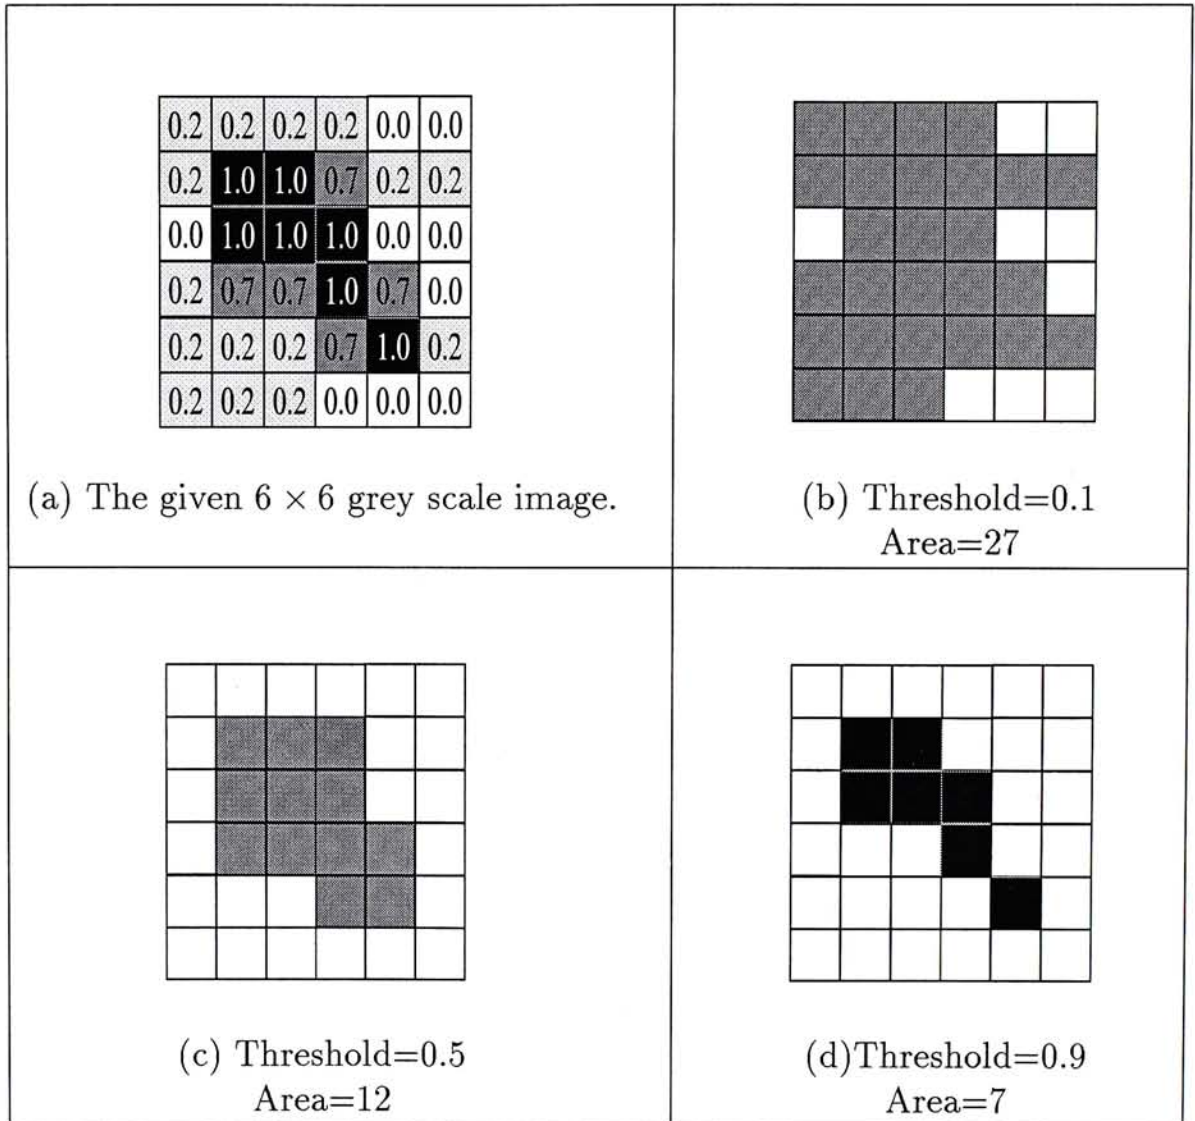 0.2 0.2 0.2 0.2 0.0 0.0
0.2 1.0 1.0 0.7 0.2 0.2
0.0 1.0 1.0 1.0 0.0 0.0
0.2 0.7 0.7 1.0 0.7 0.0
0.2 0.2 0.2 0.7 1.0 0.2
0.2 0.2 0.2 0.0 0.0 0.0
(a) The given 6 × 6 grey scale image.
(b) Threshold=0.1
Area=27
(c) Threshold=0.5
Area=12
(d)Threshold=0.9
Area=7